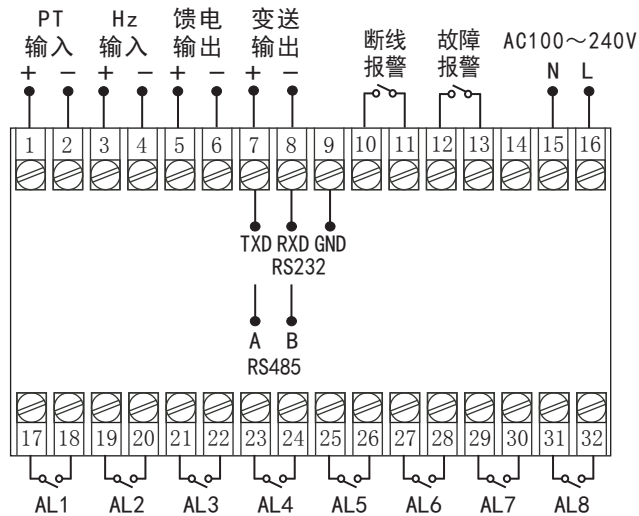 PT 输入 + −
Hz 输入 + −
馈电输出 + −
变送输出 + −
断线报警
故障报警
AC100～240V
N L
1 2 3 4 5 6 7 8 9 10 11 12 13 14 15 16
TXD RXD GND
RS232
A B
RS485
17 18 19 20 21 22 23 24 25 26 27 28 29 30 31 32
AL1 AL2 AL3 AL4 AL5 AL6 AL7 AL8